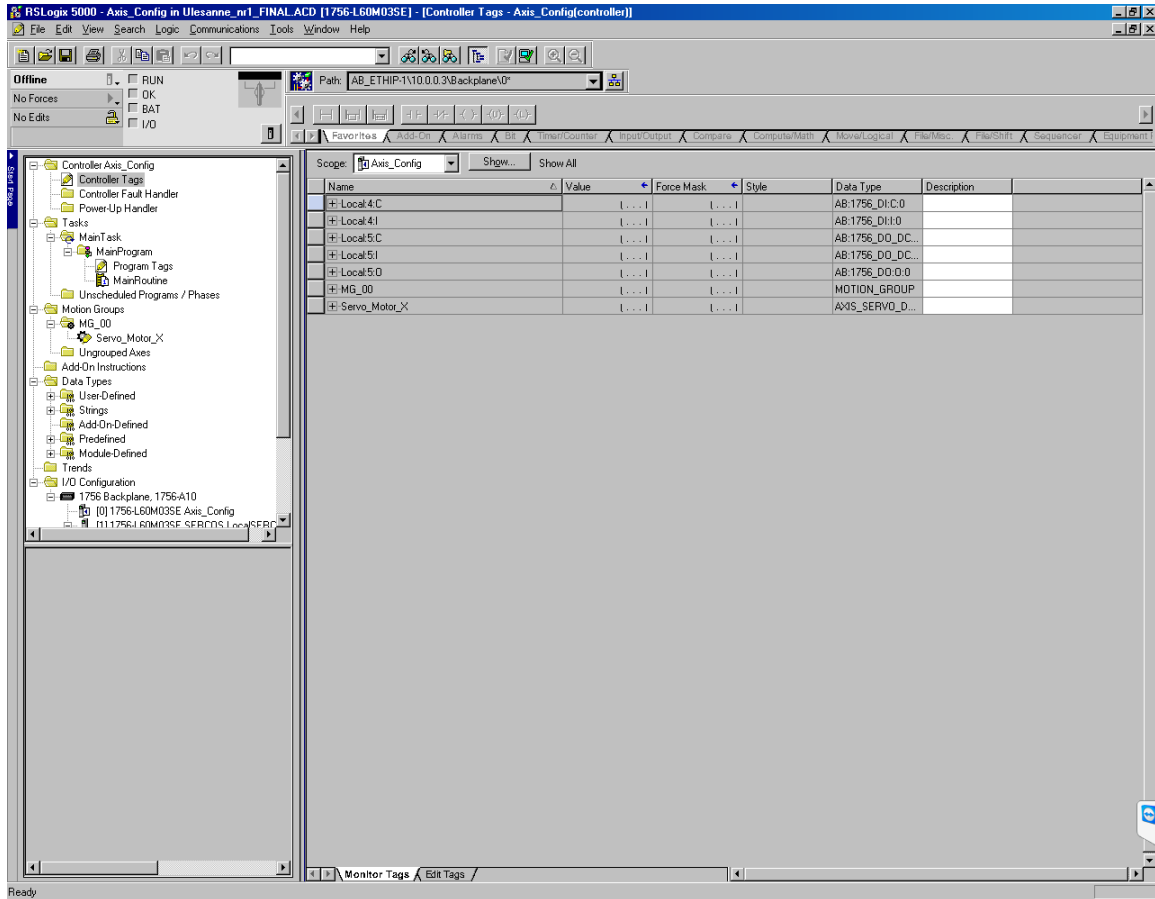 RSLogix 5000 - Axis_Config in Ulesanne_nr1_FINAL.ACD [1756-L60M03SE] - [Controller Tags - Axis_Config(controller)]
File Edit View Search Logic Communications Tools Window Help
Offline
RUN
No Forces
OK
No Edits
BAT
I/O
Path: AB_ETHIP-1\10.0.0.3\Backplane\0*
Favorites Add-On Alarms Bit Timer/Counter Input/Output Compare Compute/Math Move/Logical File/Misc. File/Shift Sequencer Equipment
Start Page
Controller Axis_Config
Controller Tags
Controller Fault Handler
Power-Up Handler
Tasks
MainTask
MainProgram
Program Tags
MainRoutine
Unscheduled Programs / Phases
Motion Groups
MG_00
Servo_Motor_X
Ungrouped Axes
Add-On Instructions
Data Types
User-Defined
Strings
Add-On-Defined
Predefined
Module-Defined
Trends
I/O Configuration
1756 Backplane, 1756-A10
[0] 1756-L60M03SE Axis_Config
[1] 1756-L60M03SE SERCOS LocalSERC
Scope: Axis_Config Show... Show All
Name Value Force Mask Style Data Type Description
Local:4:C {...} {...} AB:1756_DI:C:0
Local:4:I {...} {...} AB:1756_DI:I:0
Local:5:C {...} {...} AB:1756_DO_DC...
Local:5:I {...} {...} AB:1756_DO_DC...
Local:5:O {...} {...} AB:1756_DO:O:0
MG_00 {...} {...} MOTION_GROUP
Servo_Motor_X {...} {...} AXIS_SERVO_D...
Monitor Tags Edit Tags
Ready